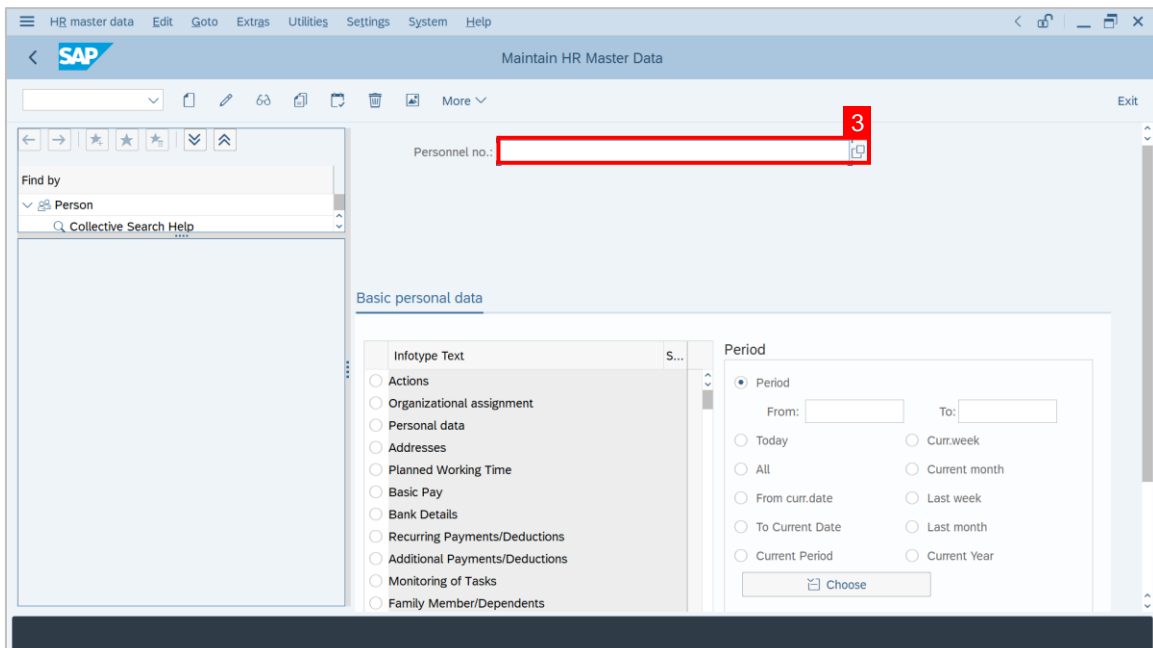 HR master data Edit Goto Extras Utilities Settings System Help
SAP Maintain HR Master Data
More Exit
3
Personnel no.:
Find by
Person
Collective Search Help
Basic personal data
Infotype Text S...
Actions
Organizational assignment
Personal data
Addresses
Planned Working Time
Basic Pay
Bank Details
Recurring Payments/Deductions
Additional Payments/Deductions
Monitoring of Tasks
Family Member/Dependents
Period
Period
From: To:
Today Curr.week
All Current month
From curr.date Last week
To Current Date Last month
Current Period Current Year
Choose